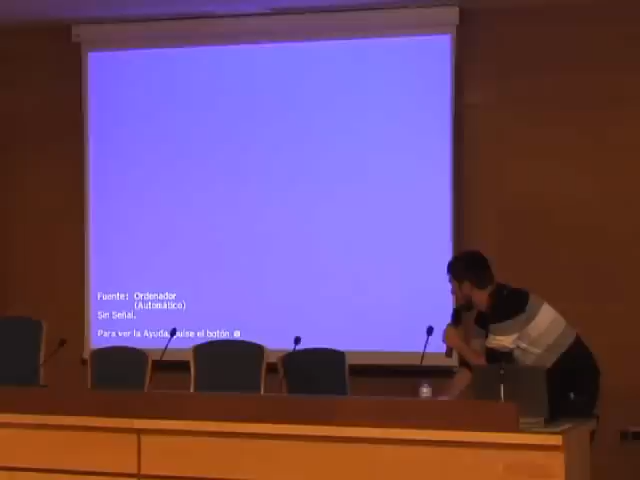 Fuente: Ordenador
(Automático)
Sin Señal.
Para ver la Ayuda, pulse el botón